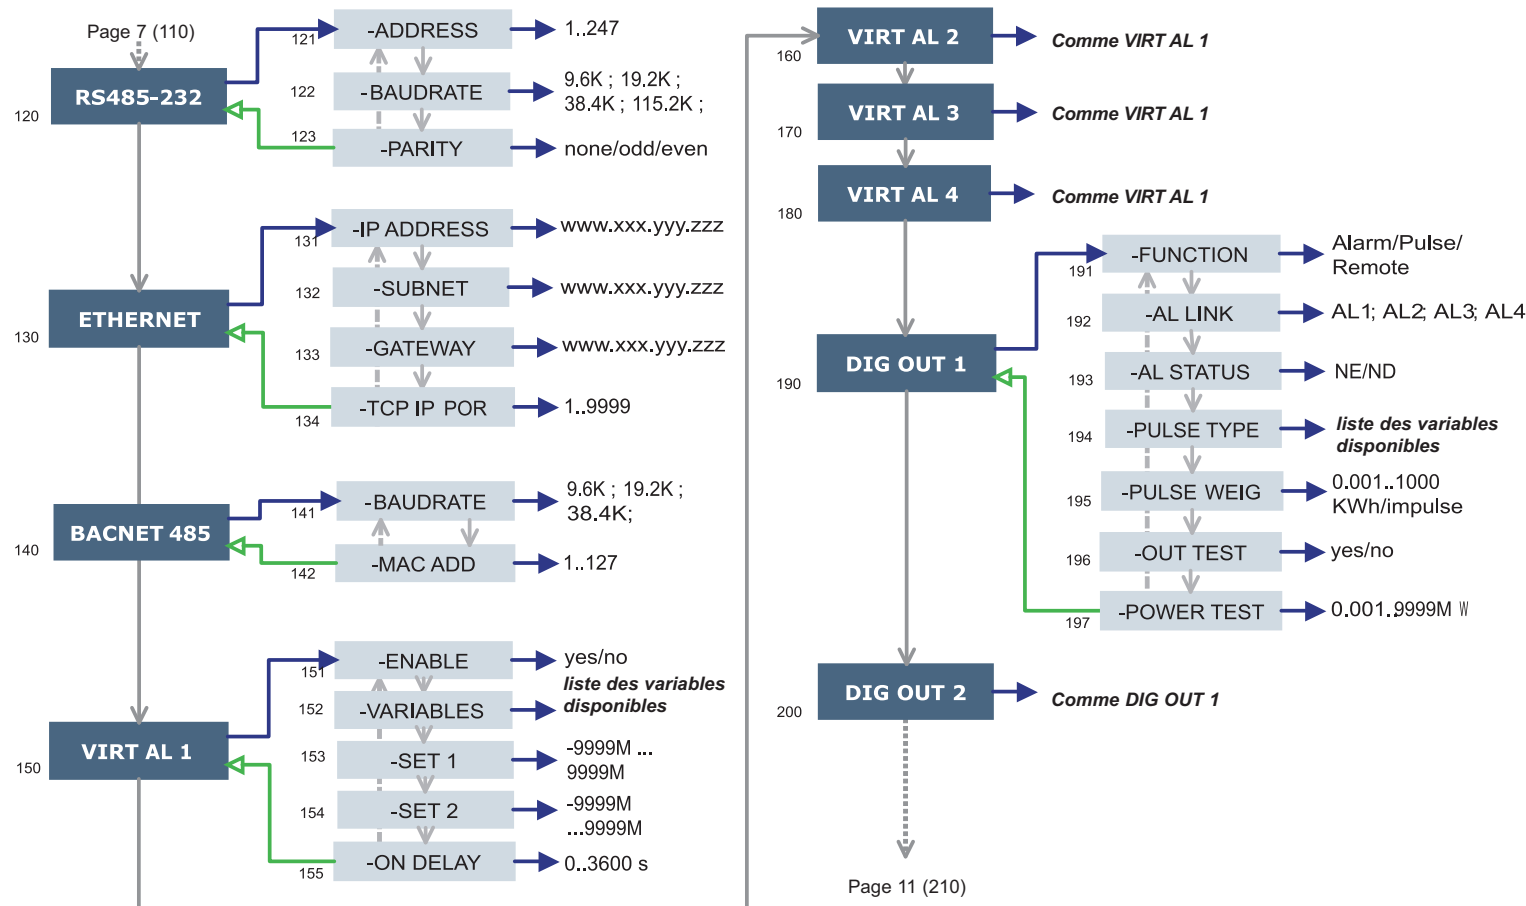 Page 7 (110)
120
RS485-232
121
-ADDRESS
1..247
122
-BAUDRATE
9.6K ; 19.2K ;
38.4K ; 115.2K ;
123
-PARITY
none/odd/even
130
ETHERNET
131
-IP ADDRESS
www.xxx.yyy.zzz
132
-SUBNET
www.xxx.yyy.zzz
133
-GATEWAY
www.xxx.yyy.zzz
134
-TCP IP POR
1..9999
140
BACNET 485
141
-BAUDRATE
9.6K ; 19.2K ;
38.4K;
142
-MAC ADD
1..127
150
VIRT AL 1
151
-ENABLE
yes/no
152
-VARIABLES
liste des variables
disponibles
153
-SET 1
-9999M ...
9999M
154
-SET 2
-9999M
...9999M
155
-ON DELAY
0..3600 s
160
VIRT AL 2
Comme VIRT AL 1
170
VIRT AL 3
Comme VIRT AL 1
180
VIRT AL 4
Comme VIRT AL 1
190
DIG OUT 1
191
-FUNCTION
Alarm/Pulse/
Remote
192
-AL LINK
AL1; AL2; AL3; AL4
193
-AL STATUS
NE/ND
194
-PULSE TYPE
liste des variables
disponibles
195
-PULSE WEIG
0.001..1000
KWh/impulse
196
-OUT TEST
yes/no
197
-POWER TEST
0.001..9999M W
200
DIG OUT 2
Comme DIG OUT 1
Page 11 (210)